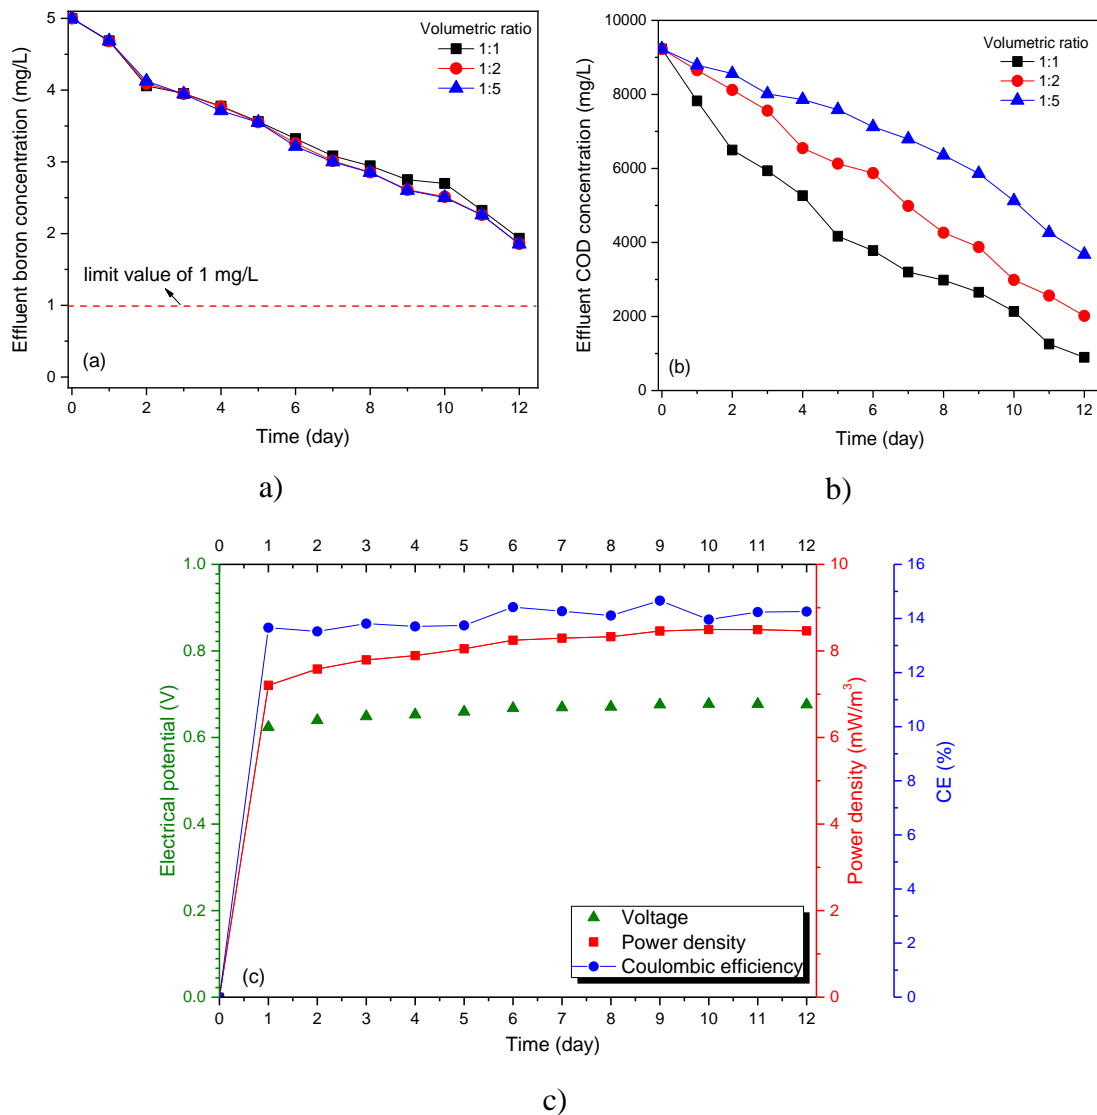 5
4
3
2
1
0
Effluent boron concentration (mg/L)
Volumetric ratio
1:1
1:2
1:5
limit value of 1 mg/L
(a)
0 2 4 6 8 10 12
Time (day)
a)
10000
8000
6000
4000
2000
0
Effluent COD concentration (mg/L)
Volumetric ratio
1:1
1:2
1:5
(b)
0 2 4 6 8 10 12
Time (day)
b)
0 1 2 3 4 5 6 7 8 9 10 11 12
1.0
0.8
0.6
0.4
0.2
0.0
Electrical potential (V)
10
8
6
4
2
0
Power density (mW/m³)
16
14
12
10
8
6
4
2
0
CE (%)
Voltage
Power density
Coulombic efficiency
(c)
0 1 2 3 4 5 6 7 8 9 10 11 12
Time (day)
c)